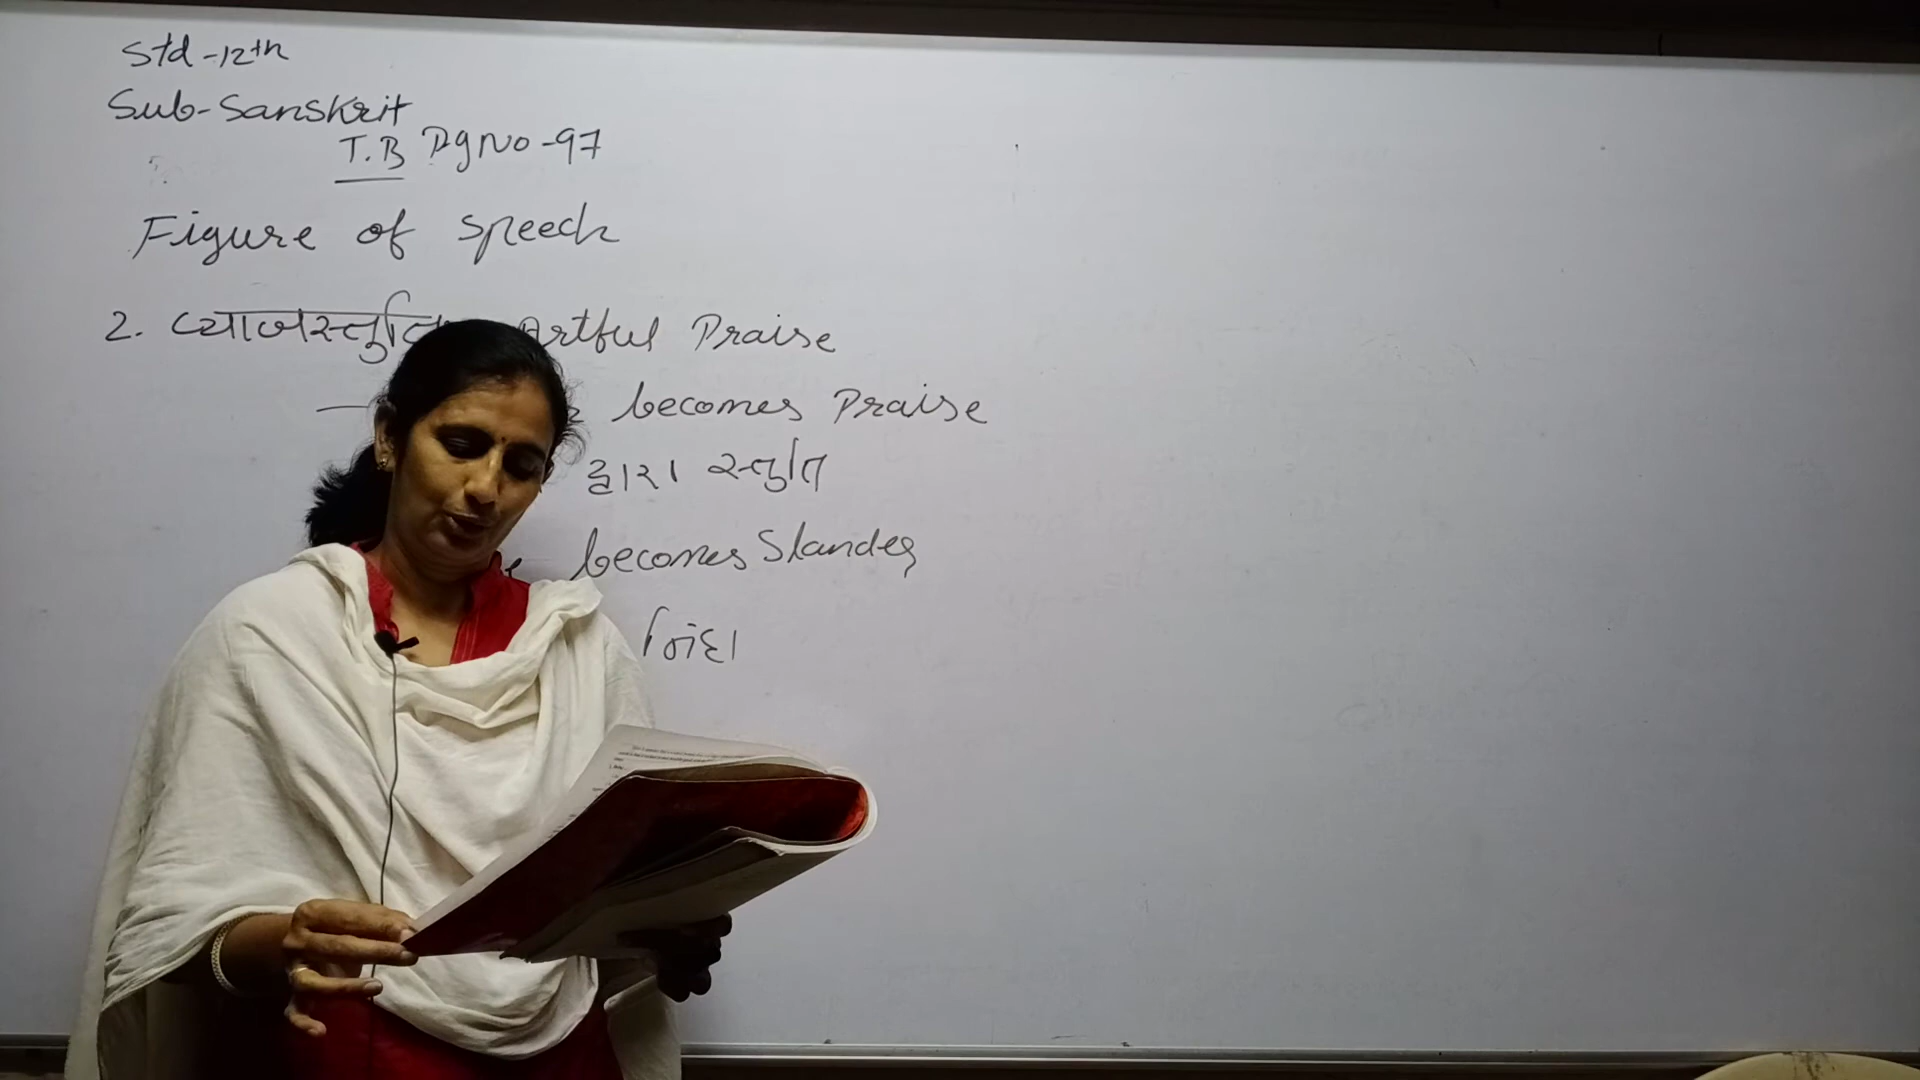 Std -12th
Sub-Sanskrit
T.B Pg No -97
Figure of speech
2. व्याजस्तुति Artful Praise
— becomes Praise
द्वारा स्तुति
becomes Slander
निंदा